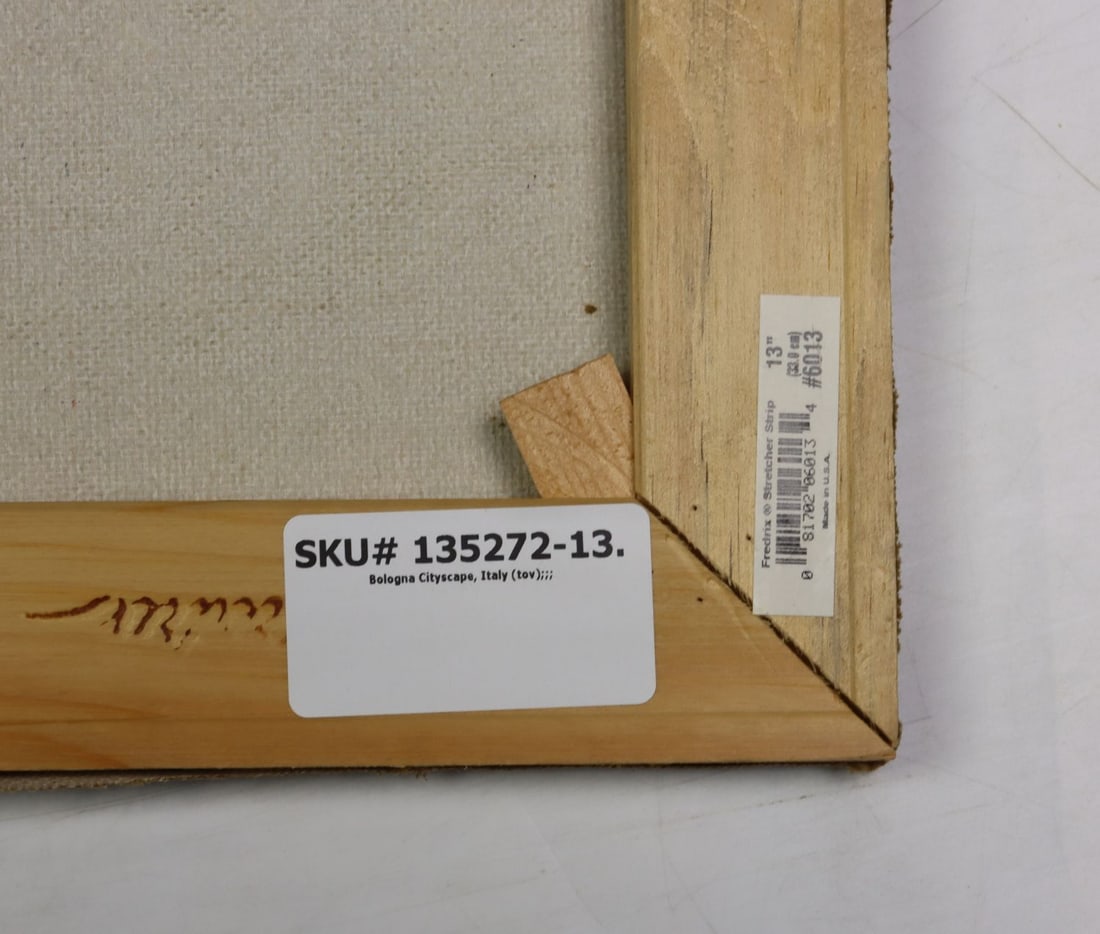 SKU# 135272-13.
Bologna Cityscape, Italy (tov);;;
Fredrix ® Stretcher Strip 13"
(33.0 cm)
#6013
0 81702 06013 4
Made in U.S.A.